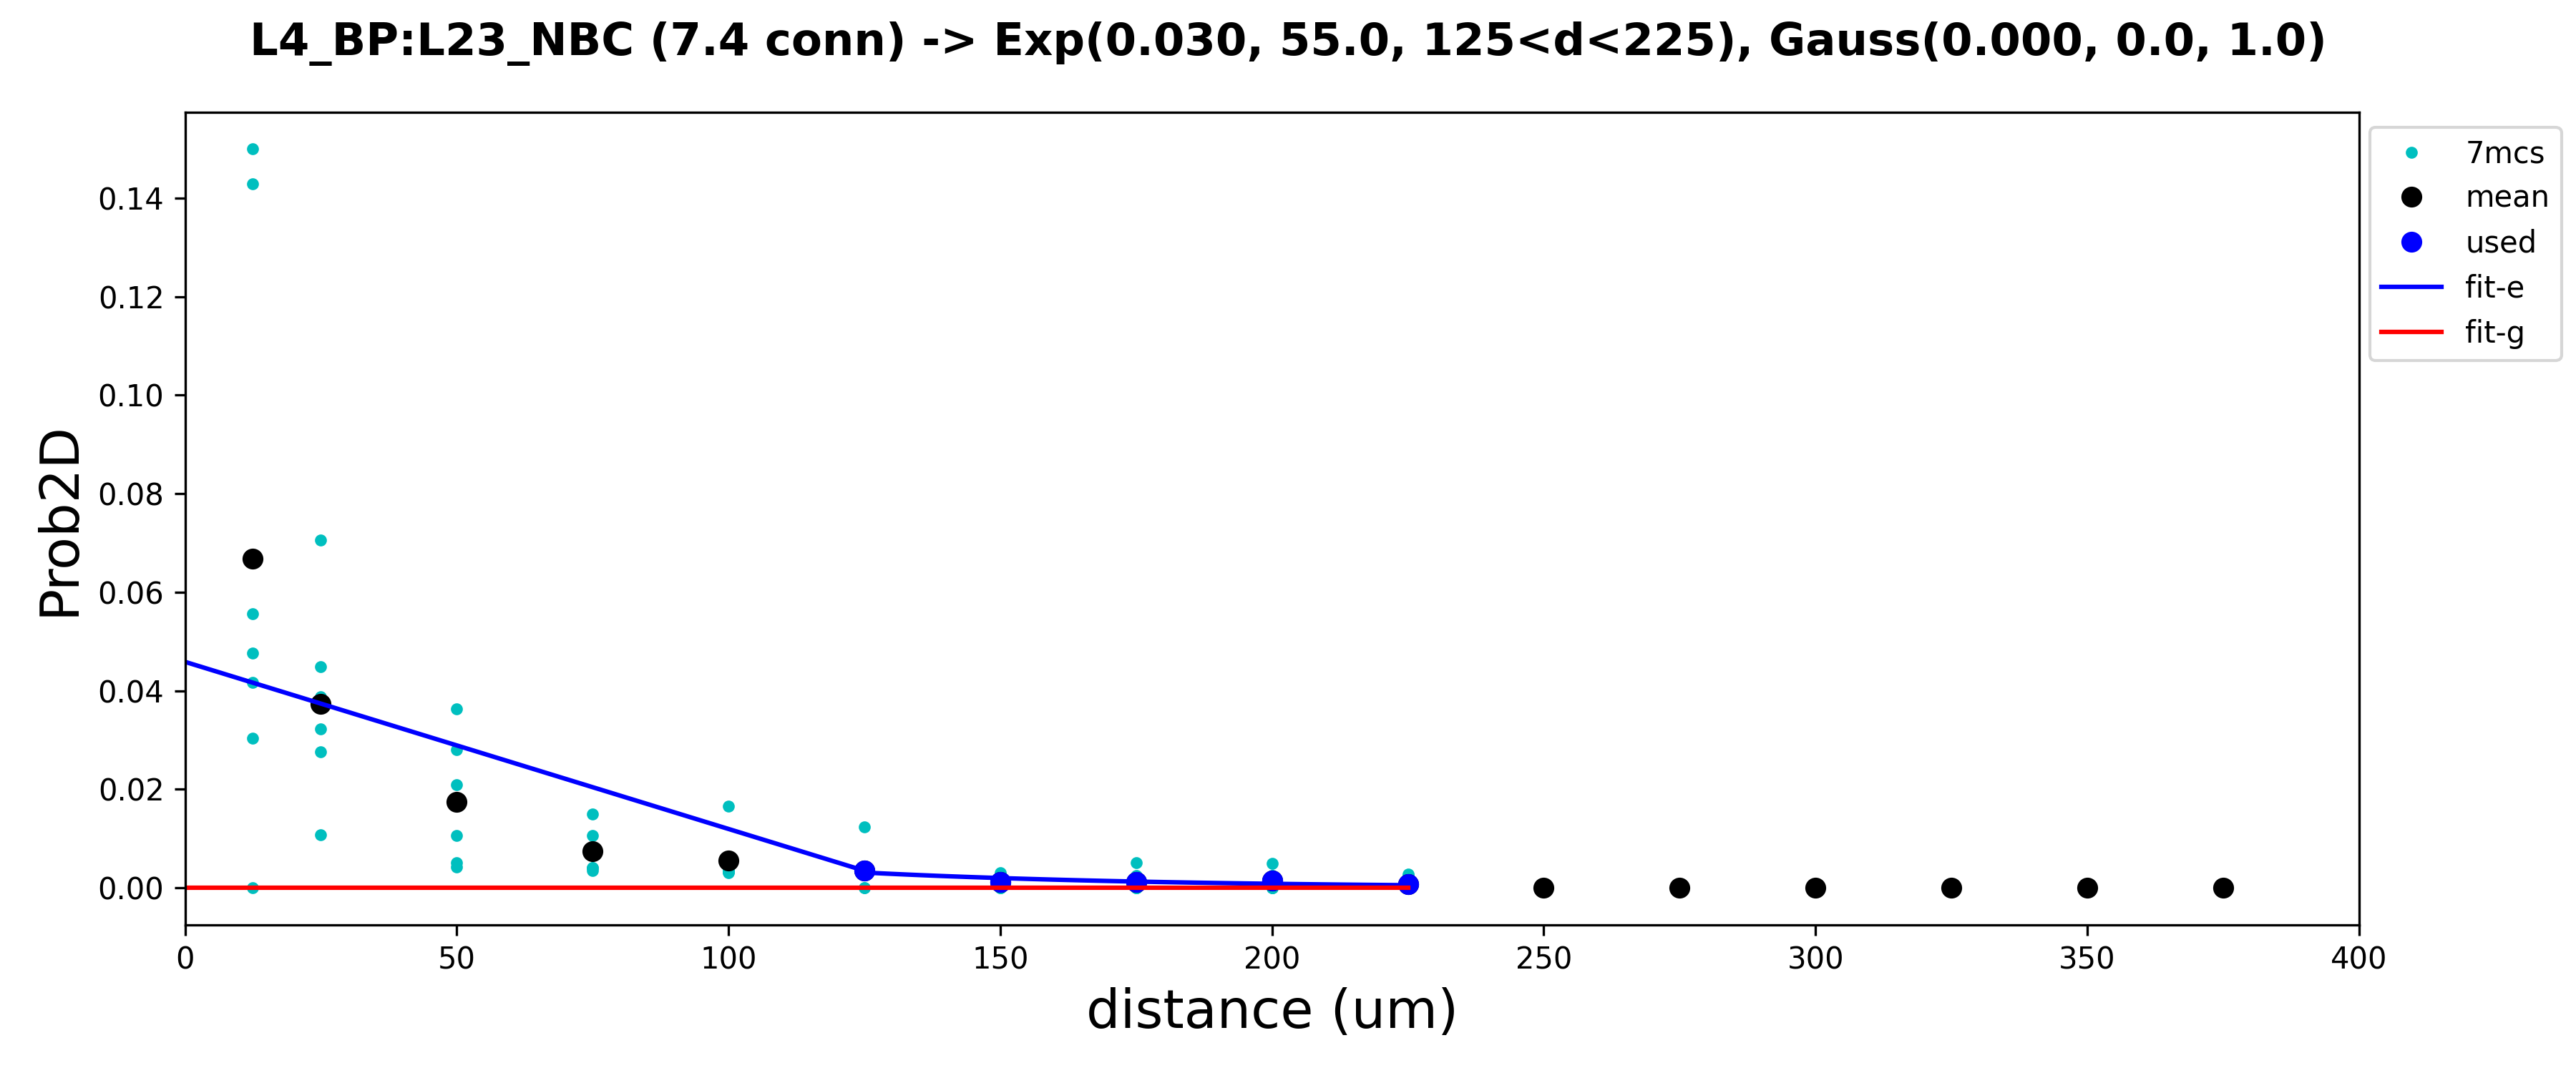 L4_BP:L23_NBC (7.4 conn) -> Exp(0.030, 55.0, 125<d<225), Gauss(0.000, 0.0, 1.0)
7mcs
mean
used
fit-e
fit-g
0.14
0.12
0.10
0.08
0.06
0.04
0.02
0.00
Prob2D
0 50 100 150 200 250 300 350 400
distance (um)